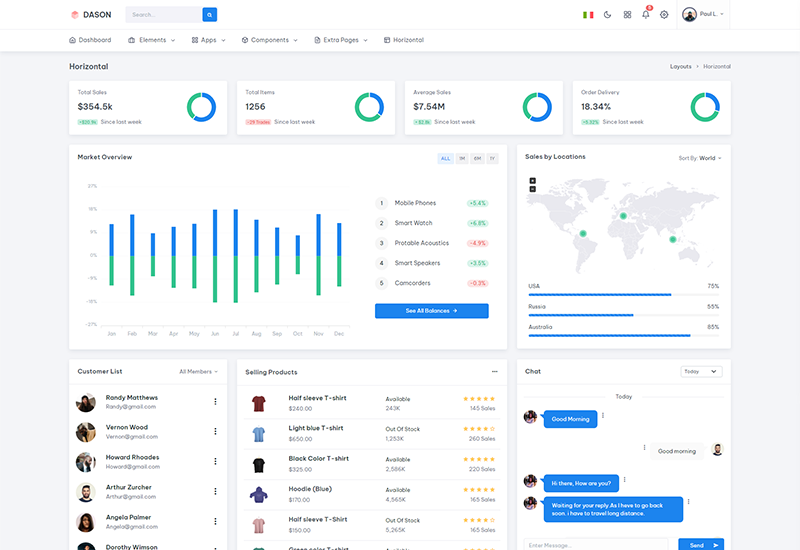 DASON
Search...
5
Paul L.
Dashboard
Elements
Apps
Components
Extra Pages
Horizontal
Horizontal
Layouts > Horizontal
Total Sales
$354.5k
+$20.9k Since last week
Total Items
1256
-29 Trades Since last week
Average Sales
$7.54M
+$2.8k Since last week
Order Delivery
18.34%
+5.32% Since last week
Market Overview
ALL 1M 6M 1Y
27%
18%
9%
0%
-9%
-18%
-27%
Jan Feb Mar Apr May Jun Jul Aug Sep Oct Nov Dec
1 Mobile Phones +5.4%
2 Smart Watch +6.8%
3 Protable Acoustics -4.9%
4 Smart Speakers +3.5%
5 Camcorders -0.3%
See All Balances
Sales by Locations
Sort By: World
+
-
USA 75%
Russia 55%
Australia 85%
Customer List
All Members
Randy Matthews
Randy@gmail.com
Vernon Wood
Vernon@gmail.com
Howard Rhoades
Howard@gmail.com
Arthur Zurcher
Arthur@gmail.com
Angela Palmer
Angela@gmail.com
Dorothy Wimson
Selling Products
Half sleeve T-shirt Available
$240.00 243K 145 Sales
Light blue T-shirt Out Of Stock
$650.00 1,253K 260 Sales
Black Color T-shirt Available
$325.00 2,586K 220 Sales
Hoodie (Blue) Available
$170.00 4,565K 165 Sales
Half sleeve T-Shirt Out Of Stock
$150.00 5,265K 165 Sales
Green color T-shirt Out Of Stock
Chat
Today
Today
Good Morning
Good morning
Hi there, How are you?
Waiting for your reply As I heve to go back
soon. i have to travel long distance.
Enter Message...
Send